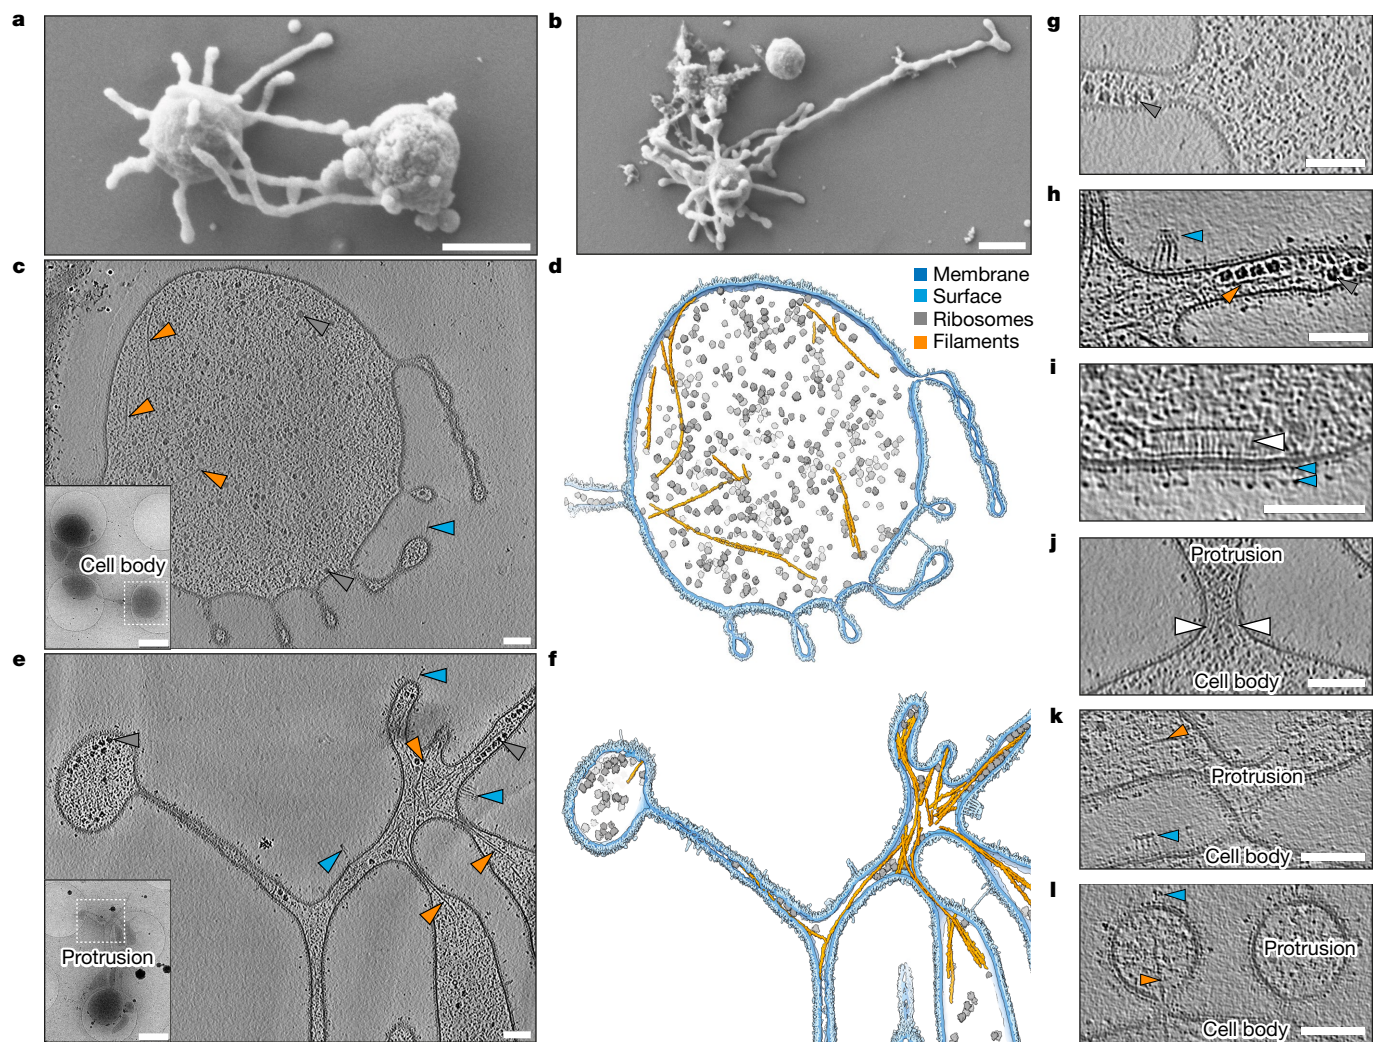 a
b
c
Cell body
d
Membrane
Surface
Ribosomes
Filaments
e
Protrusion
f
g
h
i
j
Protrusion
Cell body
k
Protrusion
Cell body
l
Protrusion
Cell body